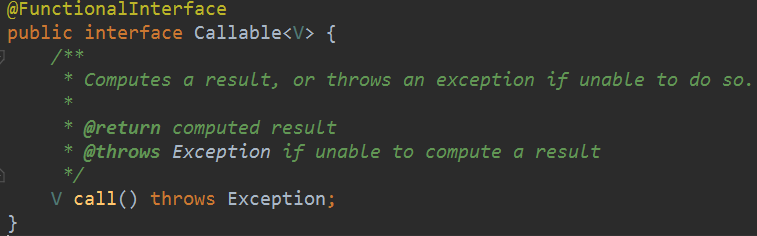 @FunctionalInterface
public interface Callable<V> {
/**
* Computes a result, or throws an exception if unable to do so.
*
* @return computed result
* @throws Exception if unable to compute a result
*/
V call() throws Exception;
}